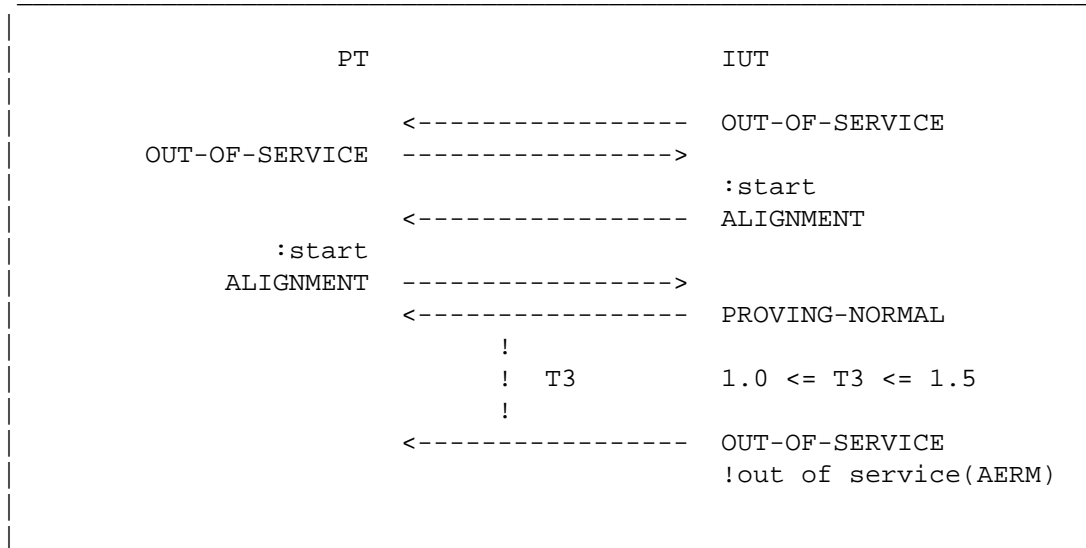 PT IUT
<----------------- OUT-OF-SERVICE
OUT-OF-SERVICE ----------------->
:start
<----------------- ALIGNMENT
:start
ALIGNMENT ----------------->
<----------------- PROVING-NORMAL
!
! T3 1.0 <= T3 <= 1.5
!
<----------------- OUT-OF-SERVICE
!out of service(AERM)